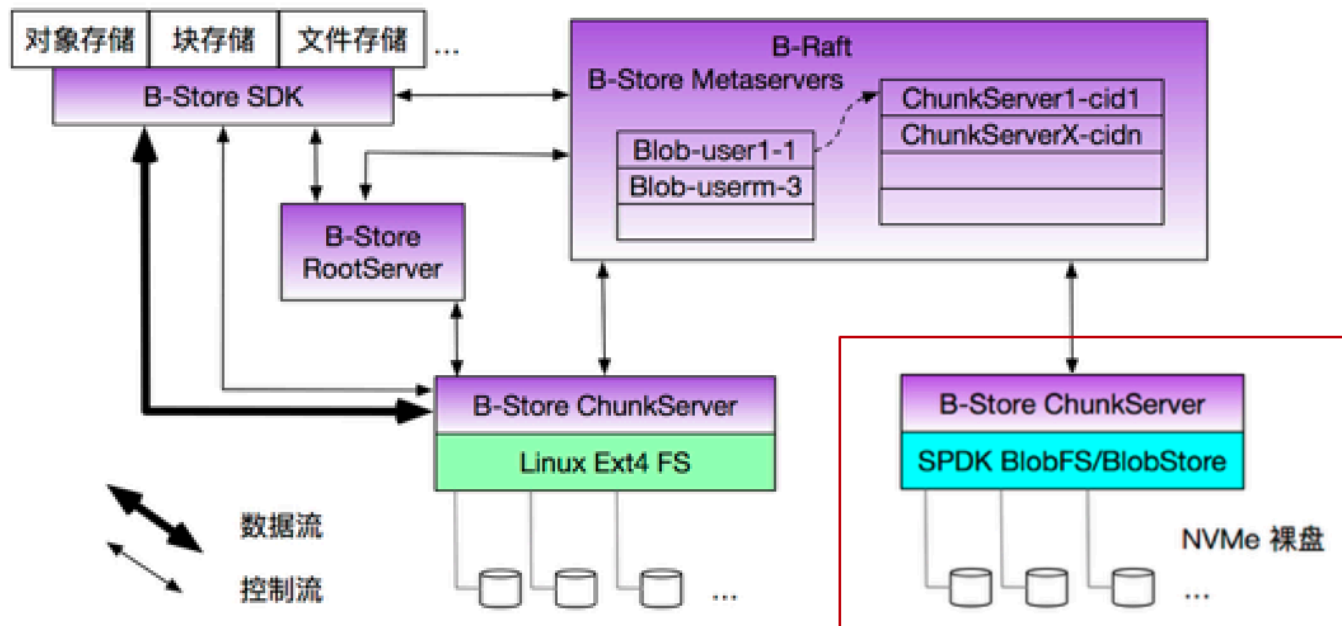 对象存储
块存储
文件存储
...
B-Store SDK
B-Raft
B-Store Metaservers
ChunkServer1-cid1
ChunkServerX-cidn
Blob-user1-1
Blob-userm-3
B-Store
RootServer
B-Store ChunkServer
Linux Ext4 FS
...
B-Store ChunkServer
SPDK BlobFS/BlobStore
NVMe 裸盘
...
数据流
控制流